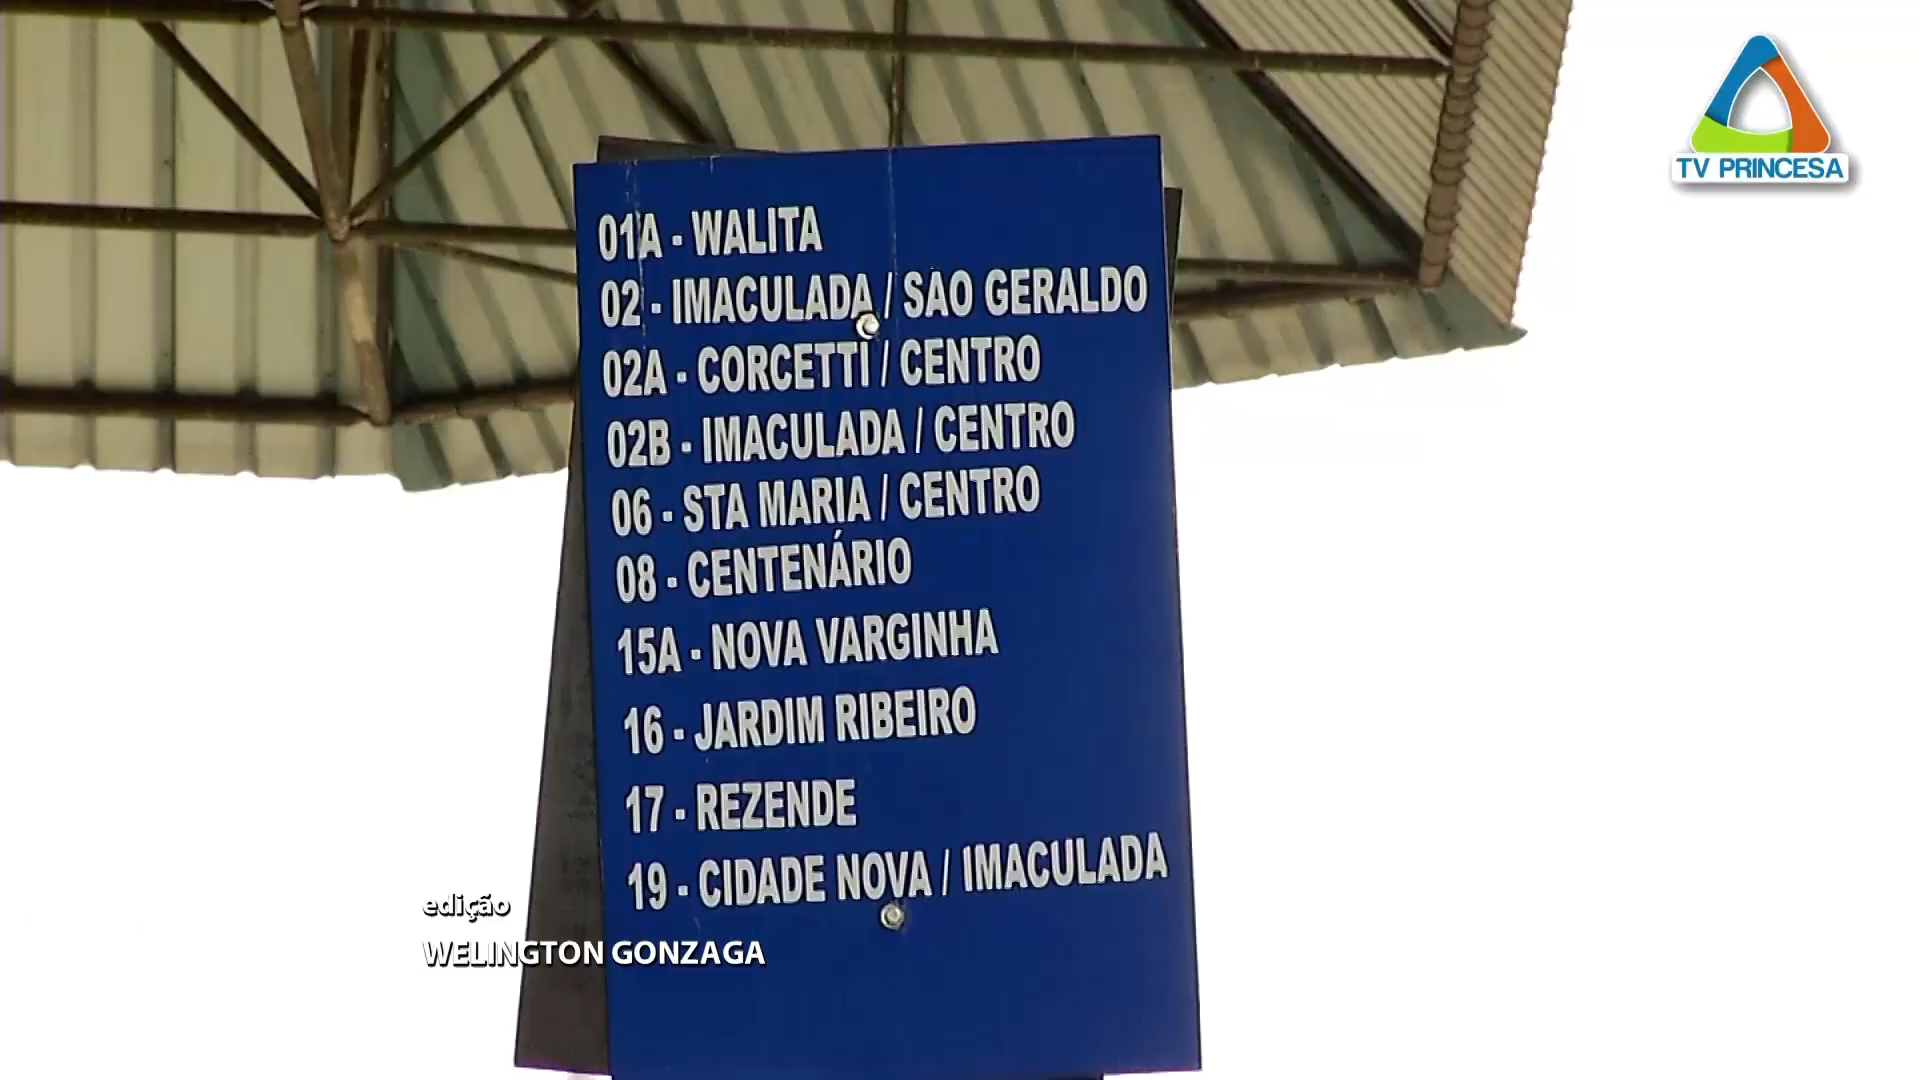 TV PRINCESA
01A - WALITA
02 - IMACULADA / SAO GERALDO
02A - CORCETTI / CENTRO
02B - IMACULADA / CENTRO
06 - STA MARIA / CENTRO
08 - CENTENÁRIO
15A - NOVA VARGINHA
16 - JARDIM RIBEIRO
17 - REZENDE
19 - CIDADE NOVA / IMACULADA
edição
WELINGTON GONZAGA